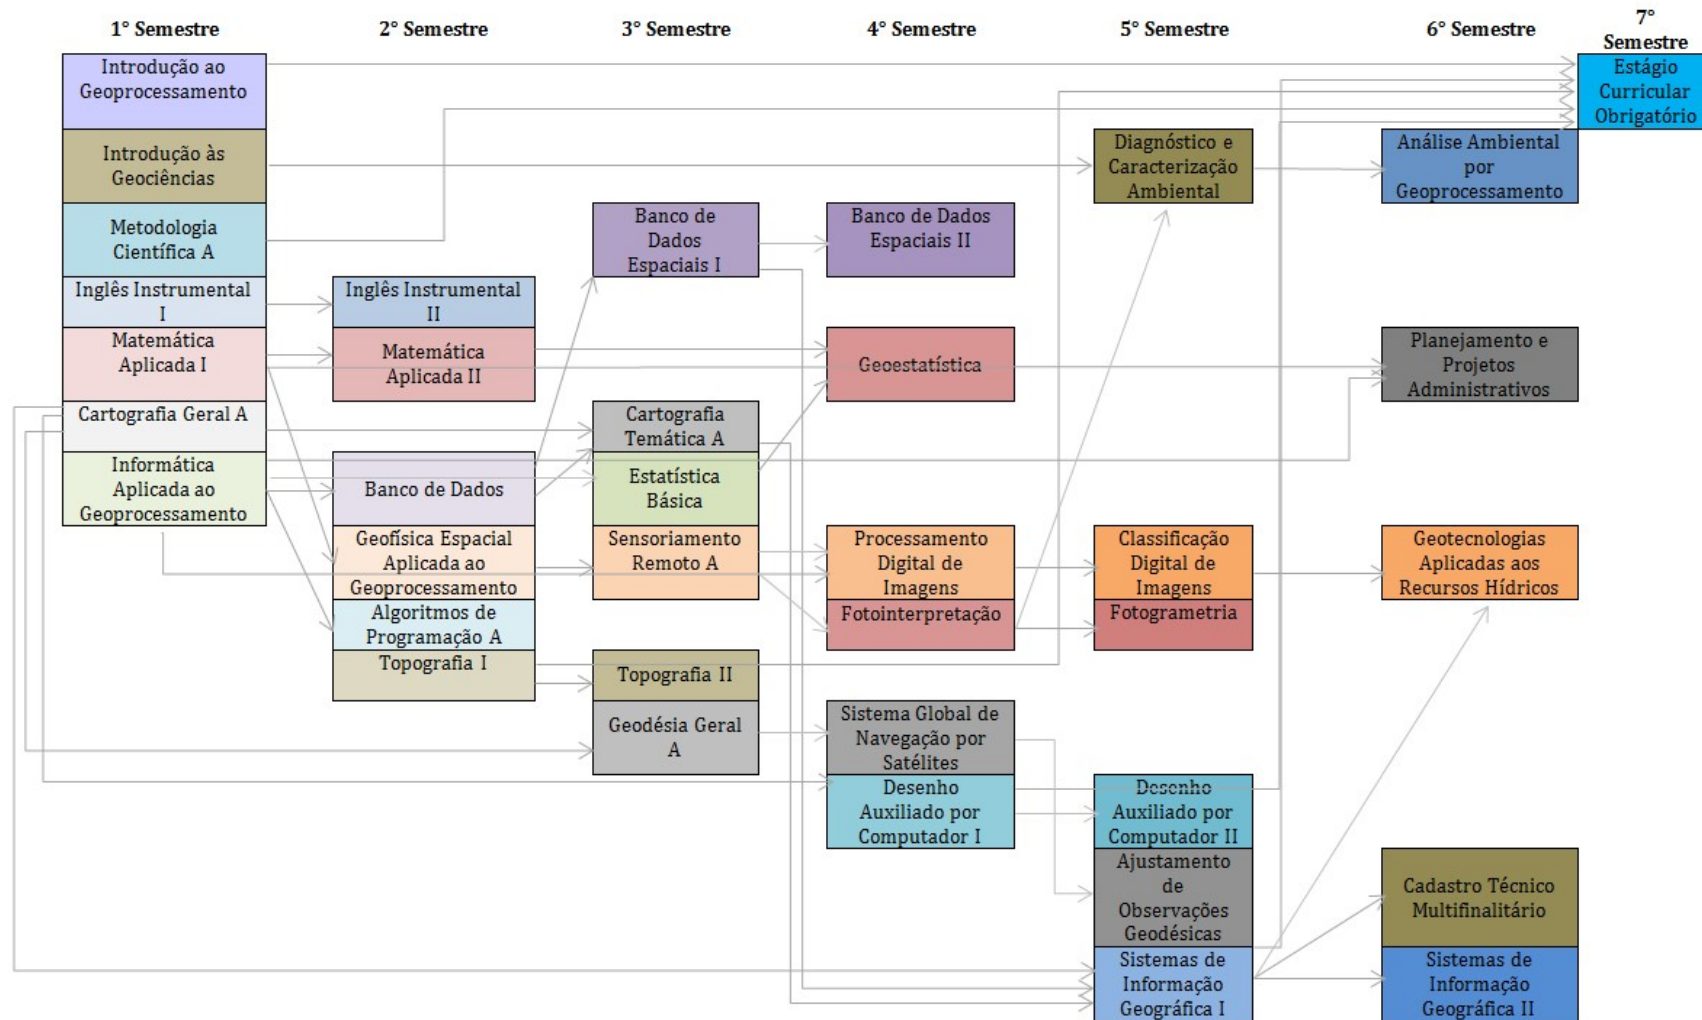 1° Semestre
2° Semestre
3° Semestre
4° Semestre
5° Semestre
6° Semestre
7°
Semestre
Introdução ao
Geoprocessamento
Introdução às
Geociências
Metodologia
Científica A
Inglês Instrumental
I
Matemática
Aplicada I
Cartografia Geral A
Informática
Aplicada ao
Geoprocessamento
Inglês Instrumental
II
Matemática
Aplicada II
Banco de Dados
Geofísica Espacial
Aplicada ao
Geoprocessamento
Algoritmos de
Programação A
Topografia I
Banco de
Dados
Espaciais I
Cartografia
Temática A
Estatística
Básica
Sensoriamento
Remoto A
Topografia II
Geodésia Geral
A
Banco de Dados
Espaciais II
Geoestatística
Processamento
Digital de
Imagens
Fotointerpretação
Sistema Global de
Navegação por
Satélites
Desenho
Auxiliado por
Computador I
Diagnóstico e
Caracterização
Ambiental
Classificação
Digital de
Imagens
Fotogrametria
Desenho
Auxiliado por
Computador II
Ajustamento
de
Observações
Geodésicas
Sistemas de
Informação
Geográfica I
Análise Ambiental
por
Geoprocessamento
Planejamento e
Projetos
Administrativos
Geotecnologias
Aplicadas aos
Recursos Hídricos
Cadastro Técnico
Multifinalitário
Sistemas de
Informação
Geográfica II
Estágio
Curricular
Obrigatório